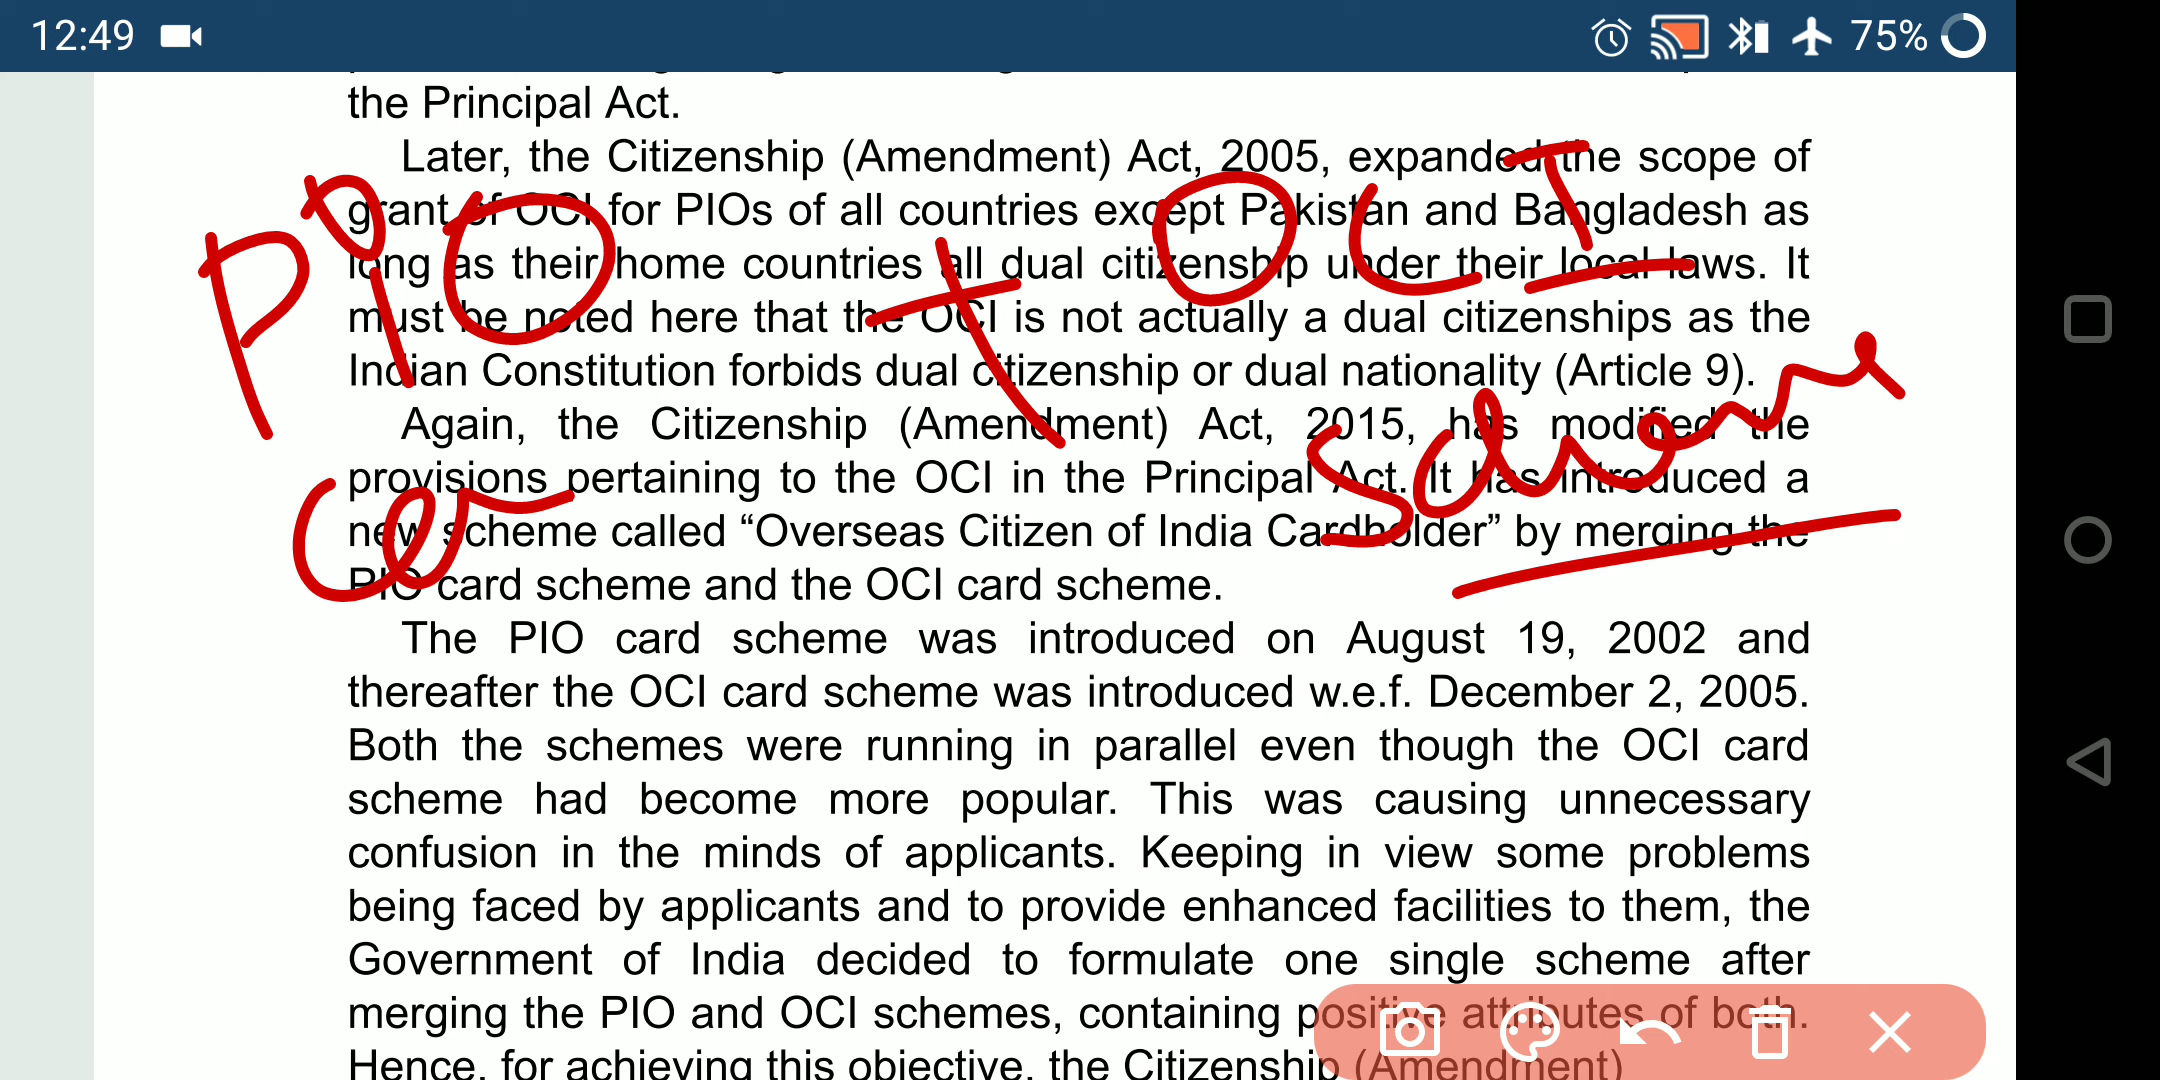 12:49 75%
the Principal Act.
Later, the Citizenship (Amendment) Act, 2005, expanded the scope of
grant of OCI for PIOs of all countries except Pakistan and Bangladesh as
long as their home countries all dual citizenship under their local laws. It
must be noted here that the OCI is not actually a dual citizenships as the
Indian Constitution forbids dual citizenship or dual nationality (Article 9).
Again, the Citizenship (Amendment) Act, 2015, has modified the
provisions pertaining to the OCI in the Principal Act. It has introduced a
new scheme called “Overseas Citizen of India Cardholder” by merging the
PIO card scheme and the OCI card scheme.
The PIO card scheme was introduced on August 19, 2002 and
thereafter the OCI card scheme was introduced w.e.f. December 2, 2005.
Both the schemes were running in parallel even though the OCI card
scheme had become more popular. This was causing unnecessary
confusion in the minds of applicants. Keeping in view some problems
being faced by applicants and to provide enhanced facilities to them, the
Government of India decided to formulate one single scheme after
merging the PIO and OCI schemes, containing positive attributes of both.
Hence, for achieving this objective, the Citizenship (Amendment)
PIO + OCI
scheme